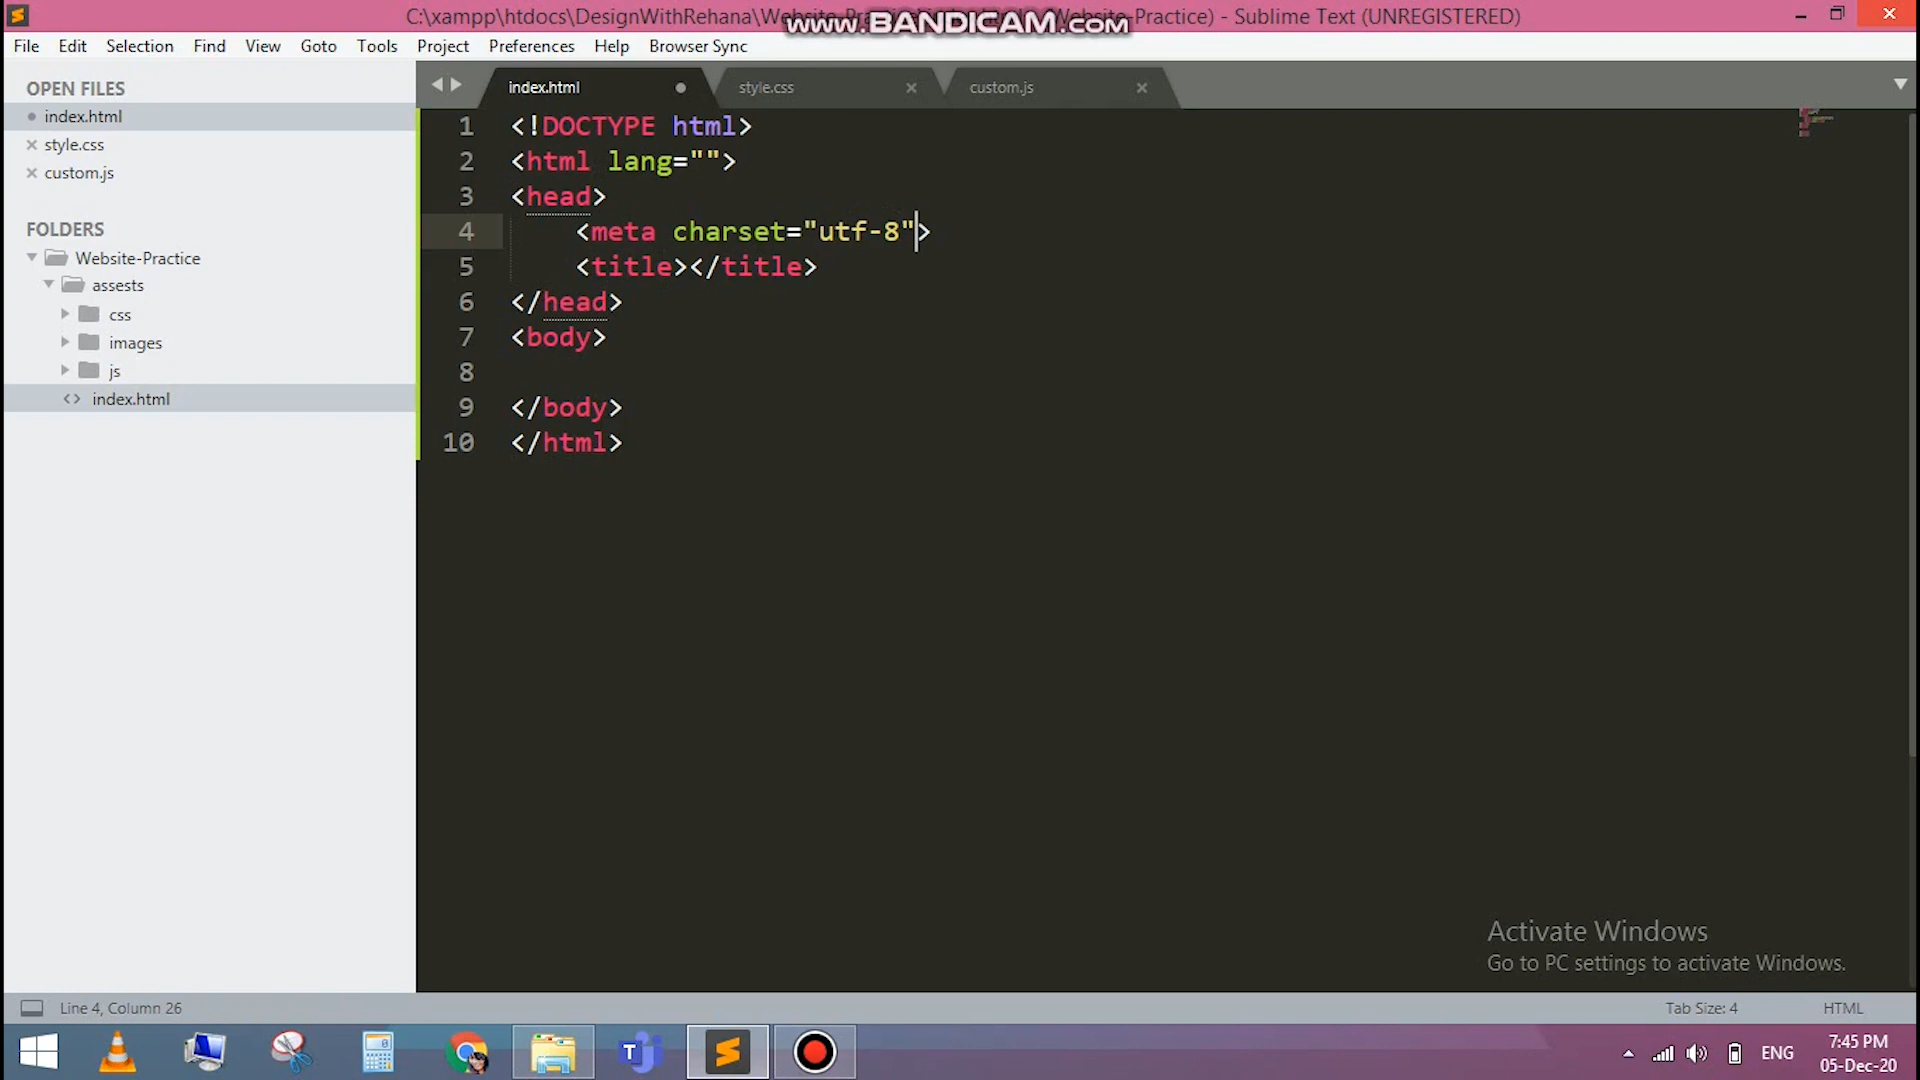 C:\xampp\htdocs\DesignWithRehana\Website-Practice) - Sublime Text (UNREGISTERED)
www.BANDICAM.com
File Edit Selection Find View Goto Tools Project Preferences Help Browser Sync
OPEN FILES
index.html
style.css
custom.js
FOLDERS
Website-Practice
assests
css
images
js
index.html
index.html style.css custom.js
1 <!DOCTYPE html>
2 <html lang="">
3 <head>
4 <meta charset="utf-8">
5 <title></title>
6 </head>
7 <body>
8
9 </body>
10 </html>
Activate Windows
Go to PC settings to activate Windows.
Line 4, Column 26 Tab Size: 4 HTML
ENG
7:45 PM
05-Dec-20